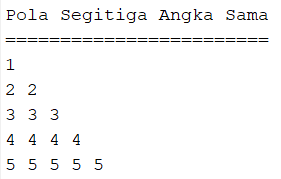 Pola Segitiga Angka Sama
========================
1
2 2
3 3 3
4 4 4 4
5 5 5 5 5